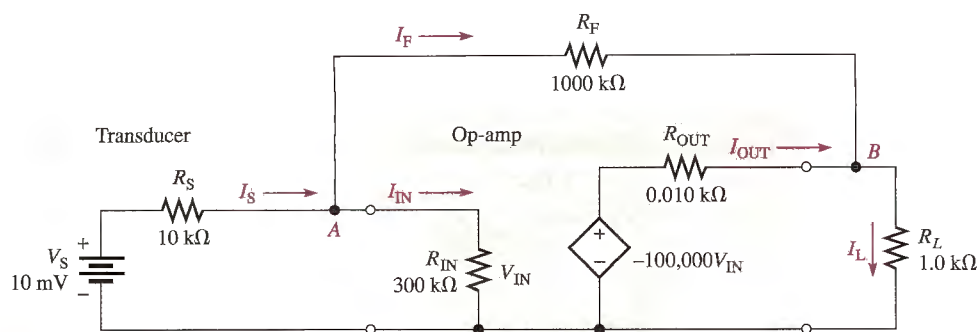 I_F
R_F
1000 kΩ
Transducer
Op-amp
R_OUT
I_OUT
B
0.010 kΩ
R_S
I_S
I_IN
10 kΩ
A
V_S
+
10 mV
−
R_IN
300 kΩ
V_IN
+
−
−100,000V_IN
I_L
R_L
1.0 kΩ